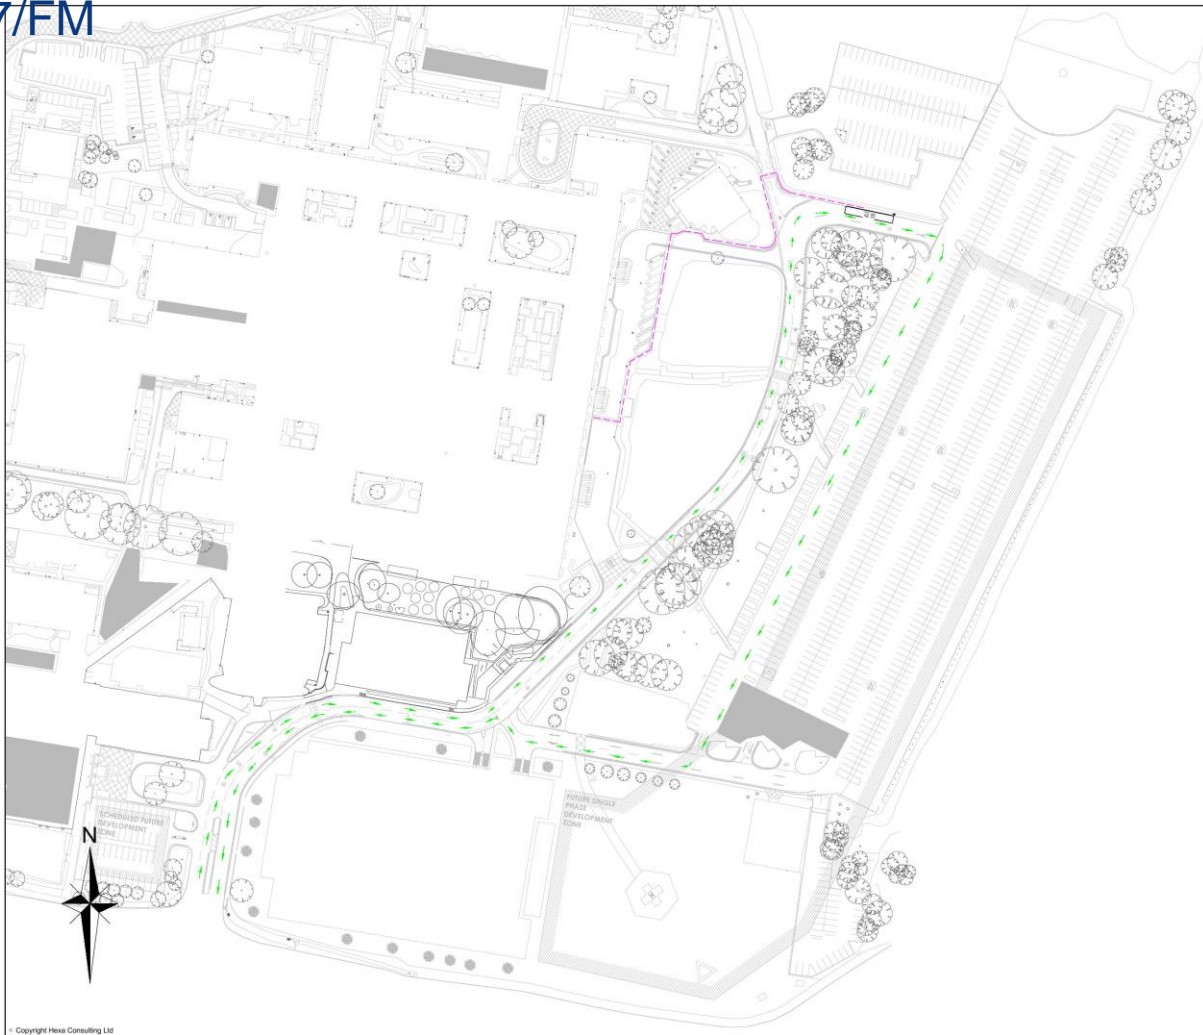 7/FM
SCHEDULED FUTURE
DEVELOPMENT
ZONE
N
FUTURE SINGLE
PHASE
DEVELOPMENT
ZONE
© Copyright Hexa Consulting Ltd